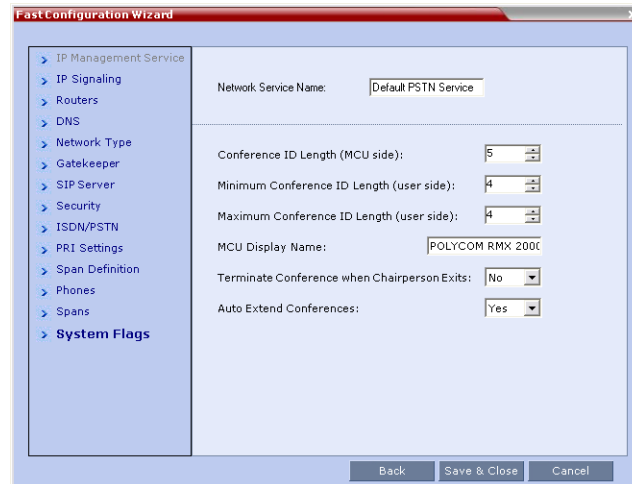 Fast Configuration Wizard
IP Management Service
IP Signaling
Routers
DNS
Network Type
Gatekeeper
SIP Server
Security
ISDN/PSTN
PRI Settings
Span Definition
Phones
Spans
System Flags
Network Service Name: Default PSTN Service
Conference ID Length (MCU side): 5
Minimum Conference ID Length (user side): 4
Maximum Conference ID Length (user side): 4
MCU Display Name: POLYCOM RMX 200
Terminate Conference when Chairperson Exits: No
Auto Extend Conferences: Yes
Back Save & Close Cancel